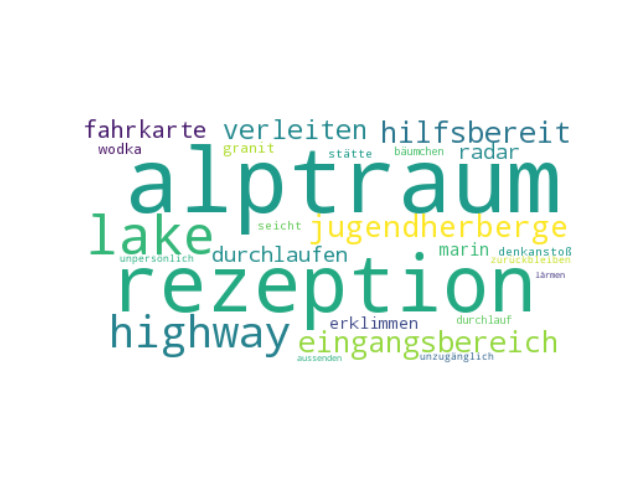 fahrkarte verleiten hilfsbereit
wodka granit stätte bäumchen radar
alptraum
lake seicht jugendherberge
unpersönlich durchlaufen marin denkanstoß
zurückbleiben
rezeption lärmen
highway erklimmen durchlauf
eingangsbereich
aussenden unzugänglich